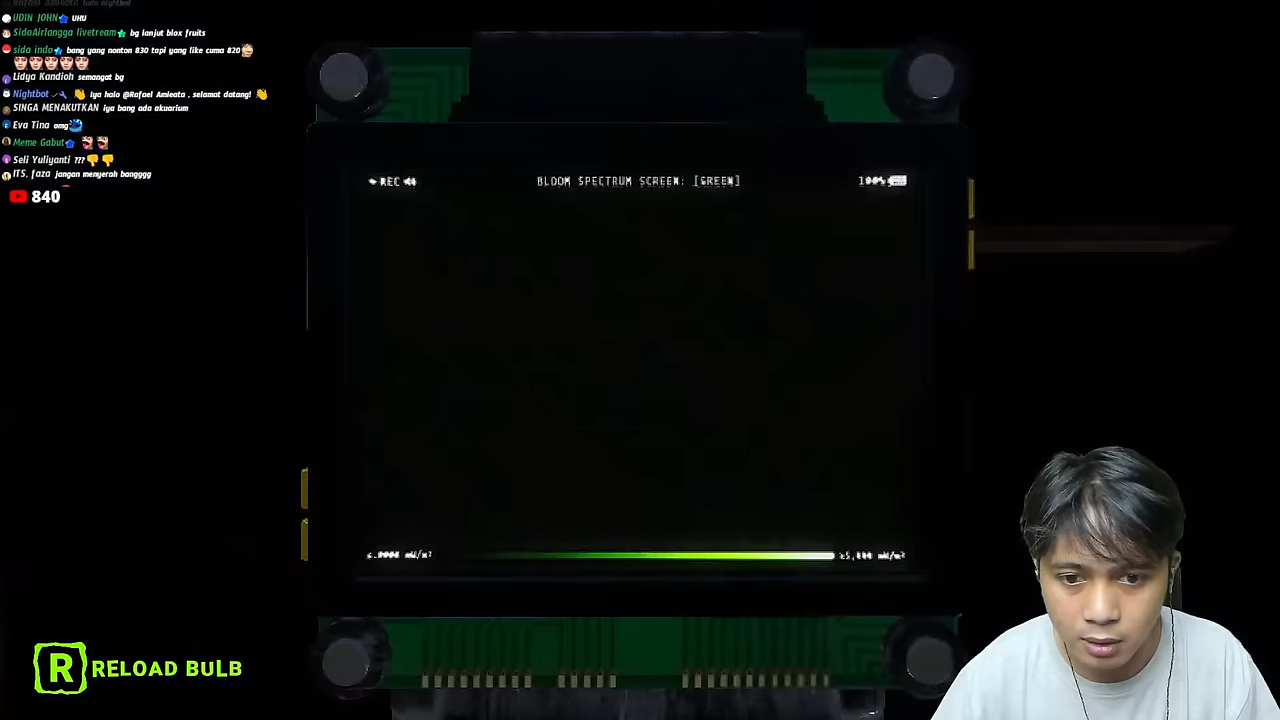 UDIN JOHN UHU
SidaAirlangga livetream bg lanjut blox fruits
sida indo bang yang nonton 830 tapi yang like cuma 820
Lidya Kandioh semangat bg
Nightbot Iya halo @Rafael Amieata , selamat datang!
SINGA MENAKUTKAN iya bang ada akuarium
Eva Tina omg
Meme Gabut
Seli Yuliyanti ???
ITS. faza jangan menyerah bangggg
840
REC
BLOOM SPECTRUM SCREEN: [GREEN]
100%
R RELOAD BULB